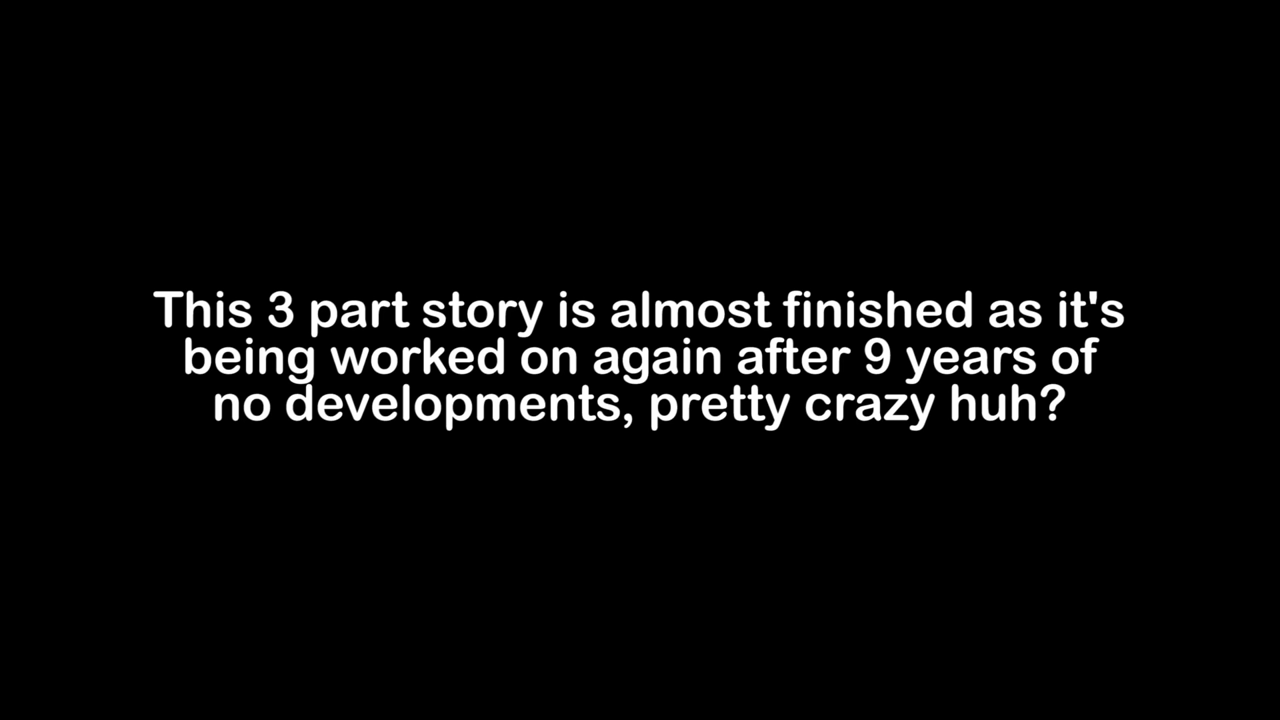 This 3 part story is almost finished as it's
being worked on again after 9 years of
no developments, pretty crazy huh?